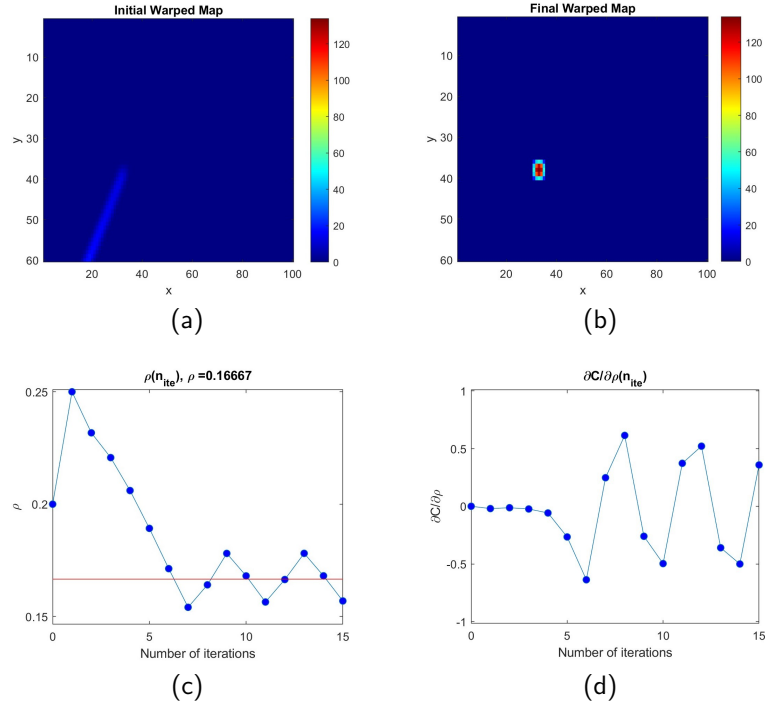 Initial Warped Map
10
20
30
40
50
60
y
20 40 60 80 100
x
120
100
80
60
40
20
0
(a)
Final Warped Map
10
20
30
40
50
60
y
20 40 60 80 100
x
120
100
80
60
40
20
0
(b)
ρ(n_ite), ρ =0.16667
0.25
0.2
0.15
ρ
0 5 10 15
Number of iterations
(c)
∂C/∂ρ(n_ite)
1
0.5
0
-0.5
-1
∂C/∂ρ
0 5 10 15
Number of iterations
(d)